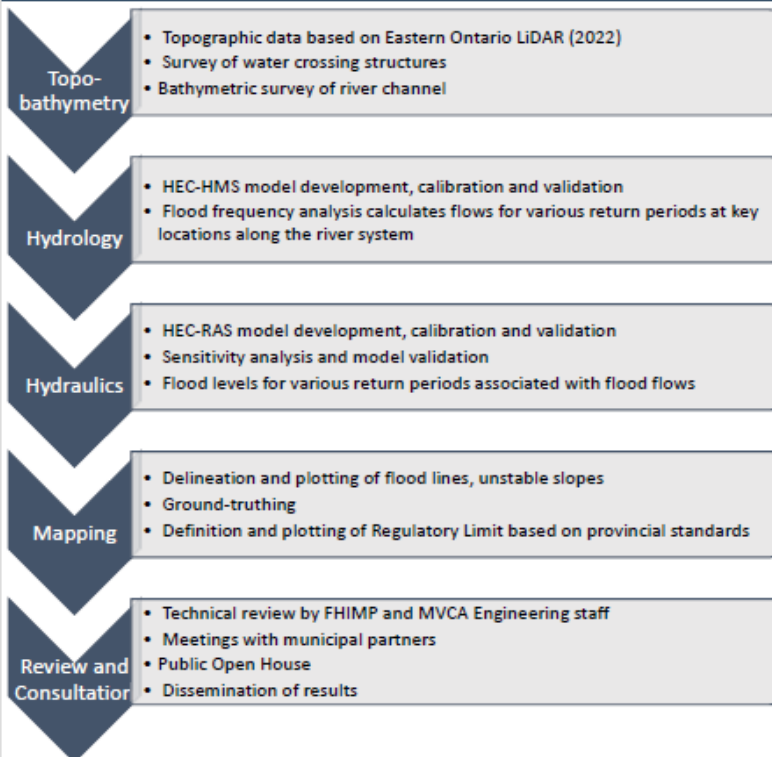 Topo-
bathymetry
• Topographic data based on Eastern Ontario LiDAR (2022)
• Survey of water crossing structures
• Bathymetric survey of river channel
Hydrology
• HEC-HMS model development, calibration and validation
• Flood frequency analysis calculates flows for various return periods at key
locations along the river system
Hydraulics
• HEC-RAS model development, calibration and validation
• Sensitivity analysis and model validation
• Flood levels for various return periods associated with flood flows
Mapping
• Delineation and plotting of flood lines, unstable slopes
• Ground-truthing
• Definition and plotting of Regulatory Limit based on provincial standards
Review and
Consultation
• Technical review by FHIMP and MVCA Engineering staff
• Meetings with municipal partners
• Public Open House
• Dissemination of results